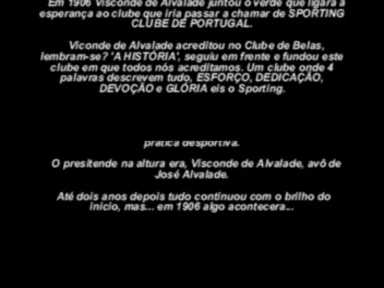 Em 1906 Visconde de Alvalade juntou o verde que ligara a
esperança ao clube que iria passar a chamar de SPORTING
CLUBE DE PORTUGAL.
Viconde de Alvalade acreditou no Clube de Belas,
lembram-se? 'A HISTÓRIA', seguiu em frente e fundou este
clube em que todos nós acreditamos. Um clube onde 4
palavras descrevem tudo, ESFORÇO, DEDICAÇÃO,
DEVOÇÃO e GLÓRIA eis o Sporting.
prática desportiva.
O presitende na altura era, Visconde de Alvalade, avô de
José Alvalade.
Até dois anos depois tudo continuou com o brilho do
inicio, mas... em 1906 algo acontecera...